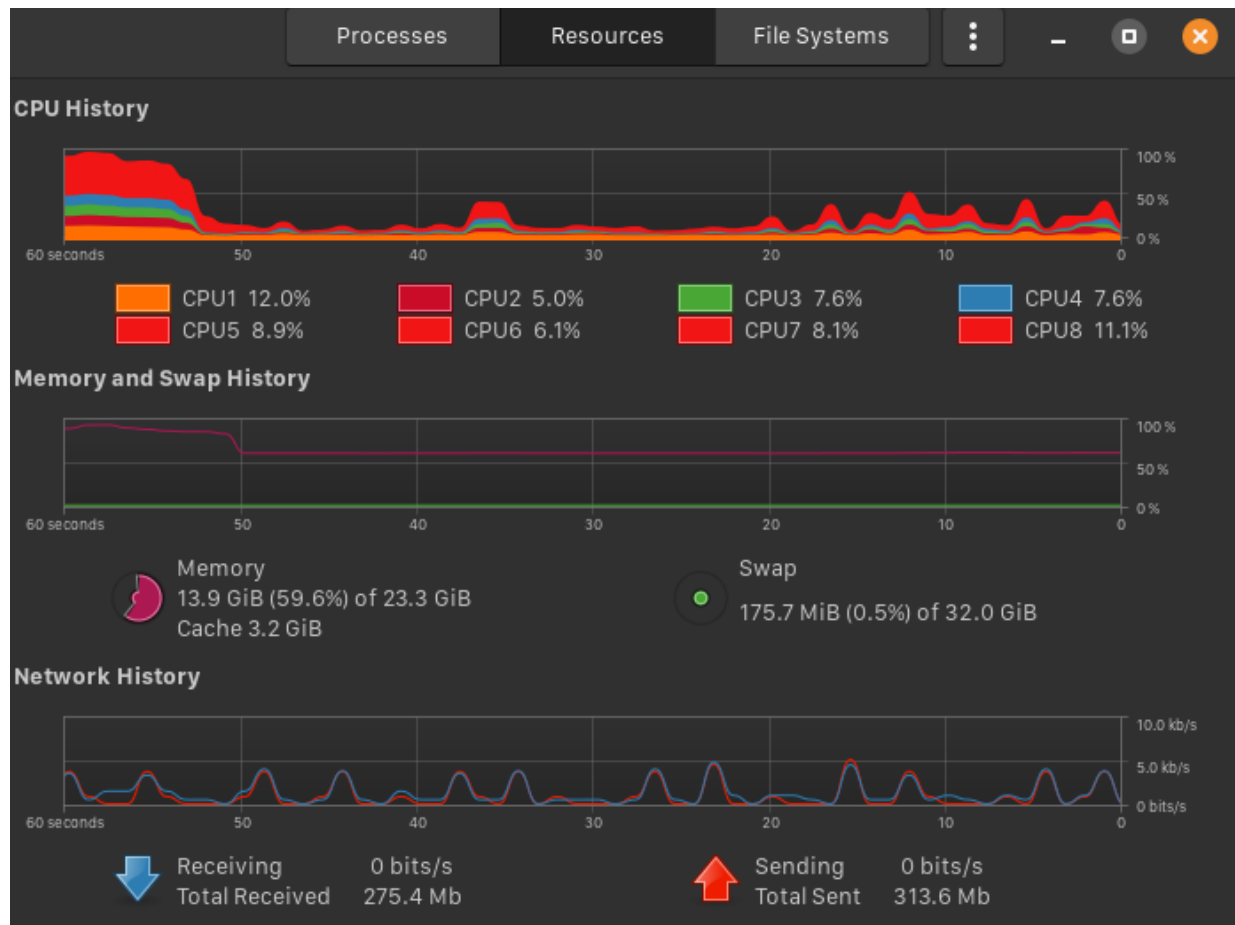 Processes Resources File Systems
CPU History
100 %
50 %
0 %
60 seconds 50 40 30 20 10 0
CPU1 12.0% CPU2 5.0% CPU3 7.6% CPU4 7.6%
CPU5 8.9% CPU6 6.1% CPU7 8.1% CPU8 11.1%
Memory and Swap History
100 %
50 %
0 %
60 seconds 50 40 30 20 10 0
Memory
13.9 GiB (59.6%) of 23.3 GiB
Cache 3.2 GiB
Swap
175.7 MiB (0.5%) of 32.0 GiB
Network History
10.0 kb/s
5.0 kb/s
0 bits/s
60 seconds 50 40 30 20 10 0
Receiving 0 bits/s
Total Received 275.4 Mb
Sending 0 bits/s
Total Sent 313.6 Mb